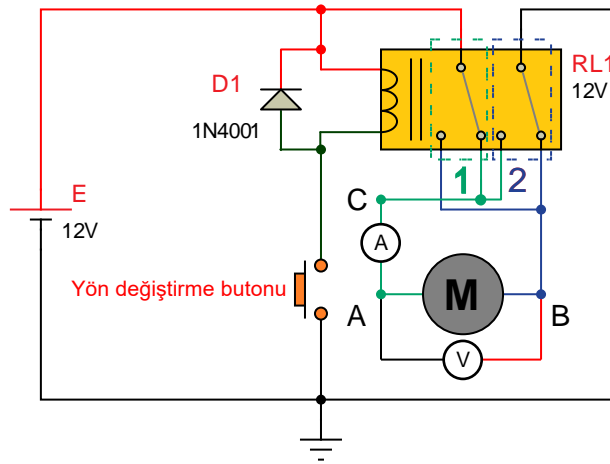 D1
1N4001
RL1
12V
1
2
E
12V
C
A
Yön değiştirme butonu
A
M
B
V